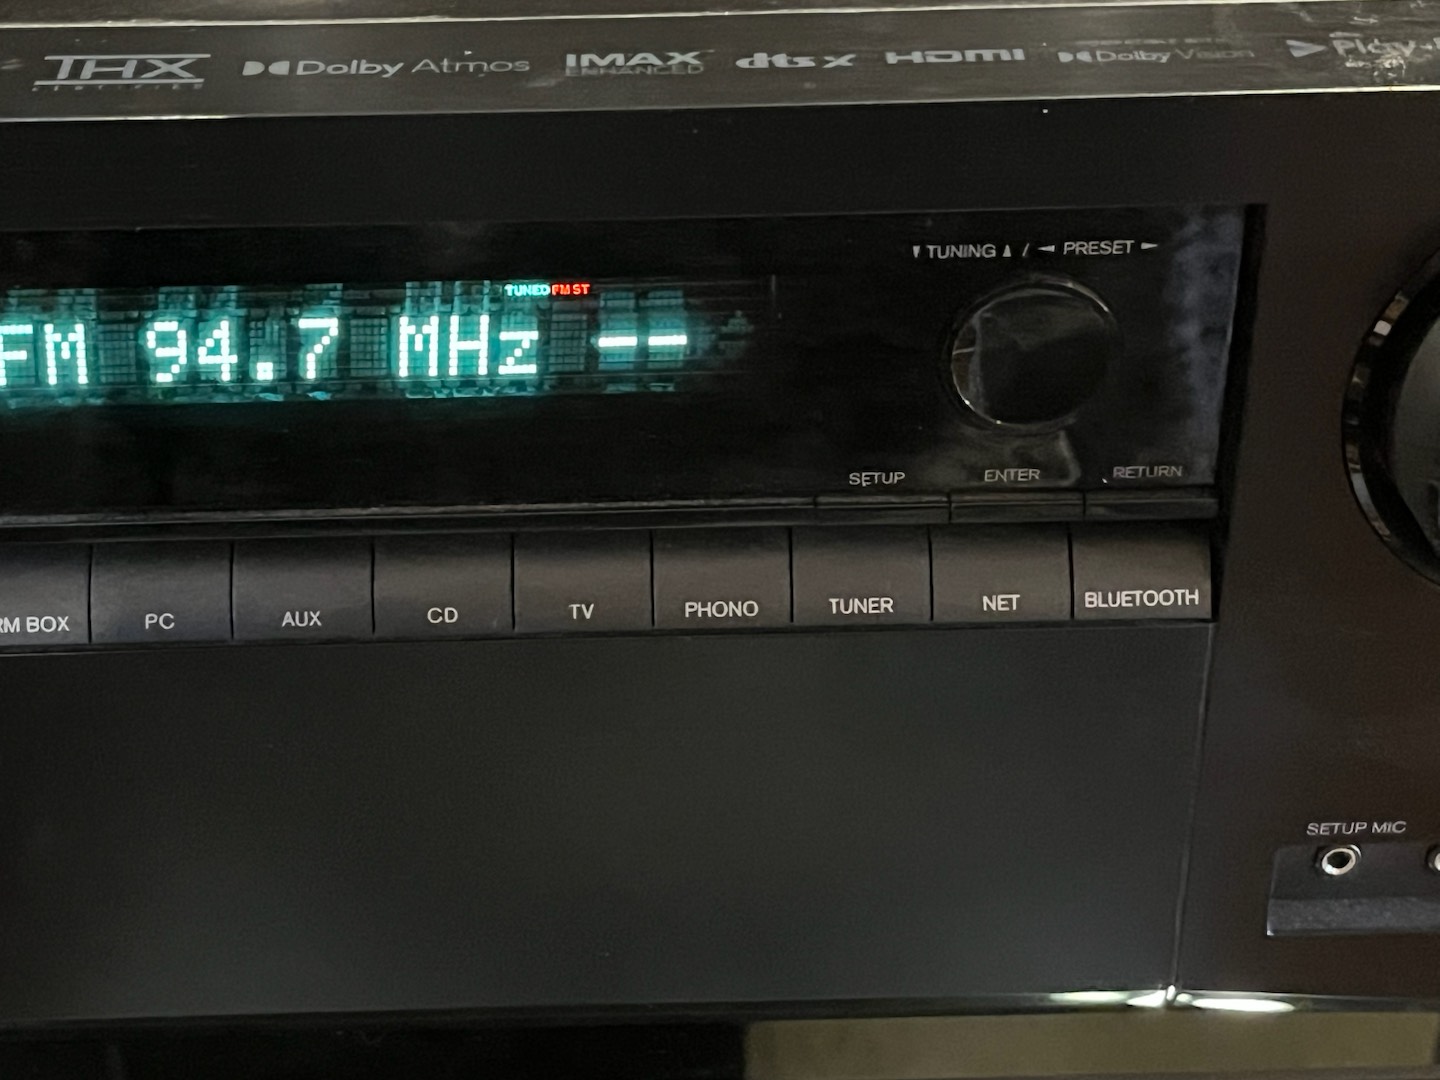 THX Dolby Atmos IMAX ENHANCED dts x HDMI Dolby Vision
TUNING / PRESET
TUNED FM ST
FM 94.7 MHz --
SETUP ENTER RETURN
RM BOX PC AUX CD TV PHONO TUNER NET BLUETOOTH
SETUP MIC